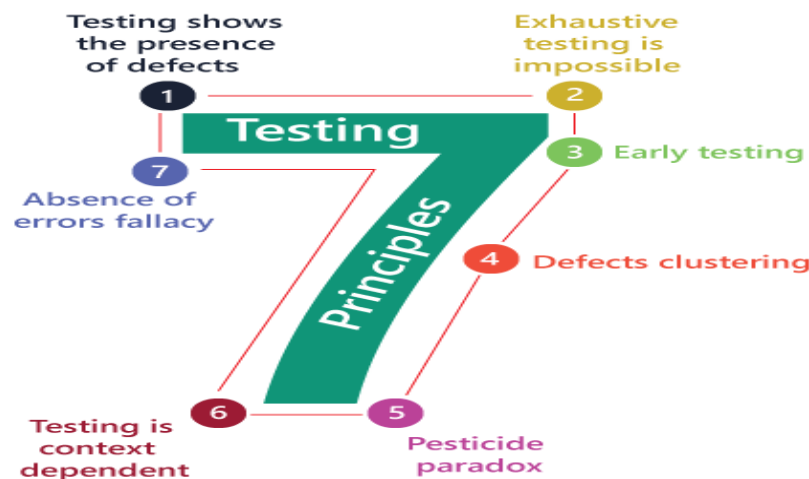 Testing shows
the presence
of defects
1
Exhaustive
testing is
impossible
2
Testing
3
Early testing
7
Absence of
errors fallacy
Principles
4
Defects clustering
6
Testing is
context
dependent
5
Pesticide
paradox